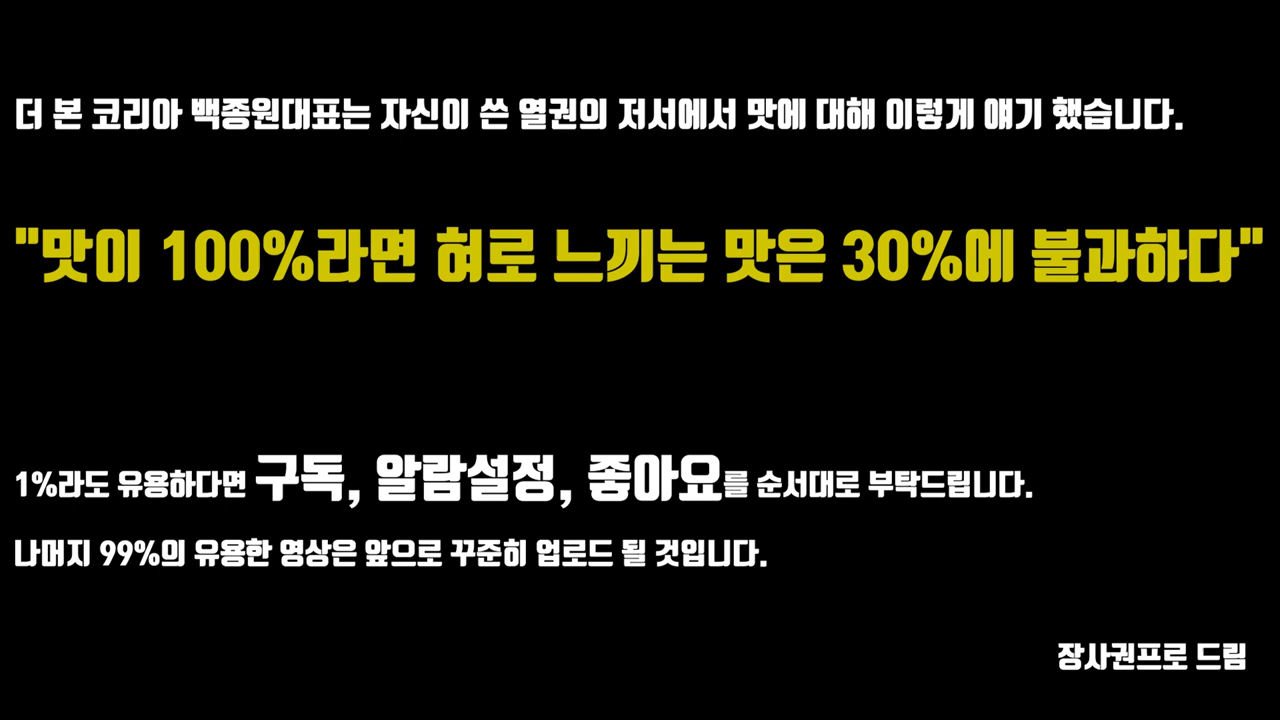 더 본 코리아 백종원대표는 자신이 쓴 열권의 저서에서 맛에 대해 이렇게 얘기 했습니다.
"맛이 100%라면 혀로 느끼는 맛은 30%에 불과하다"
1%라도 유용하다면 구독, 알람설정, 좋아요를 순서대로 부탁드립니다.
나머지 99%의 유용한 영상은 앞으로 꾸준히 업로드 될 것입니다.
장사권프로 드림